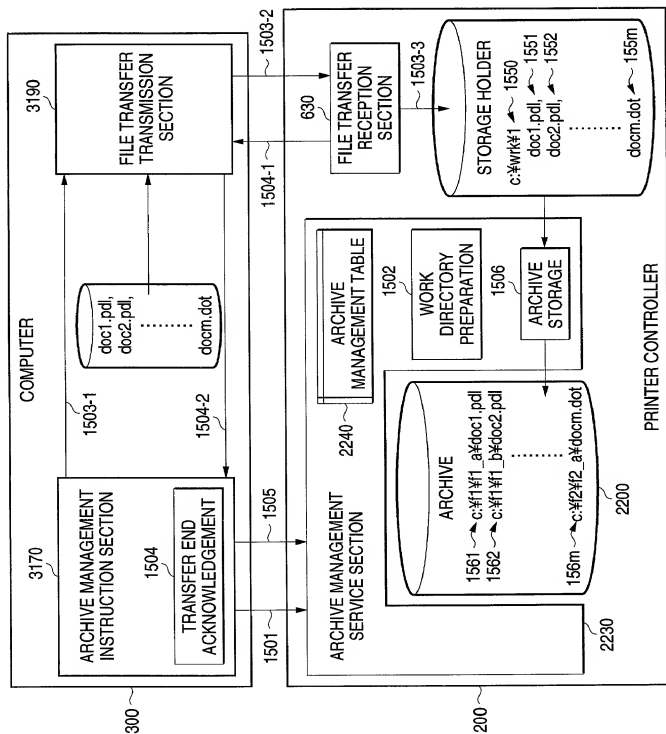 COMPUTER
300
3170
ARCHIVE MANAGEMENT
INSTRUCTION SECTION
1504
TRANSFER END
ACKNOWLEDGEMENT
1503-1
1504-2
doc1.pdl,
doc2.pdl,
docm.dot
3190
FILE TRANSFER
TRANSMISSION
SECTION
1501
1505
1503-2
1504-1
200
PRINTER CONTROLLER
2230
ARCHIVE MANAGEMENT
SERVICE SECTION
2240
ARCHIVE
MANAGEMENT TABLE
1502
WORK
DIRECTORY
PREPARATION
1506
ARCHIVE
STORAGE
ARCHIVE
1561 c:¥f1¥f1_a¥doc1.pdl
1562 c:¥f1¥f1_b¥doc2.pdl
156m c:¥f2¥f2_a¥docm.dot
2200
630
FILE TRANSFER
RECEPTION
SECTION
1503-3
STORAGE HOLDER
c:¥wrk¥1 1550
doc1.pdl, 1551
doc2.pdl, 1552
docm.dot 155m